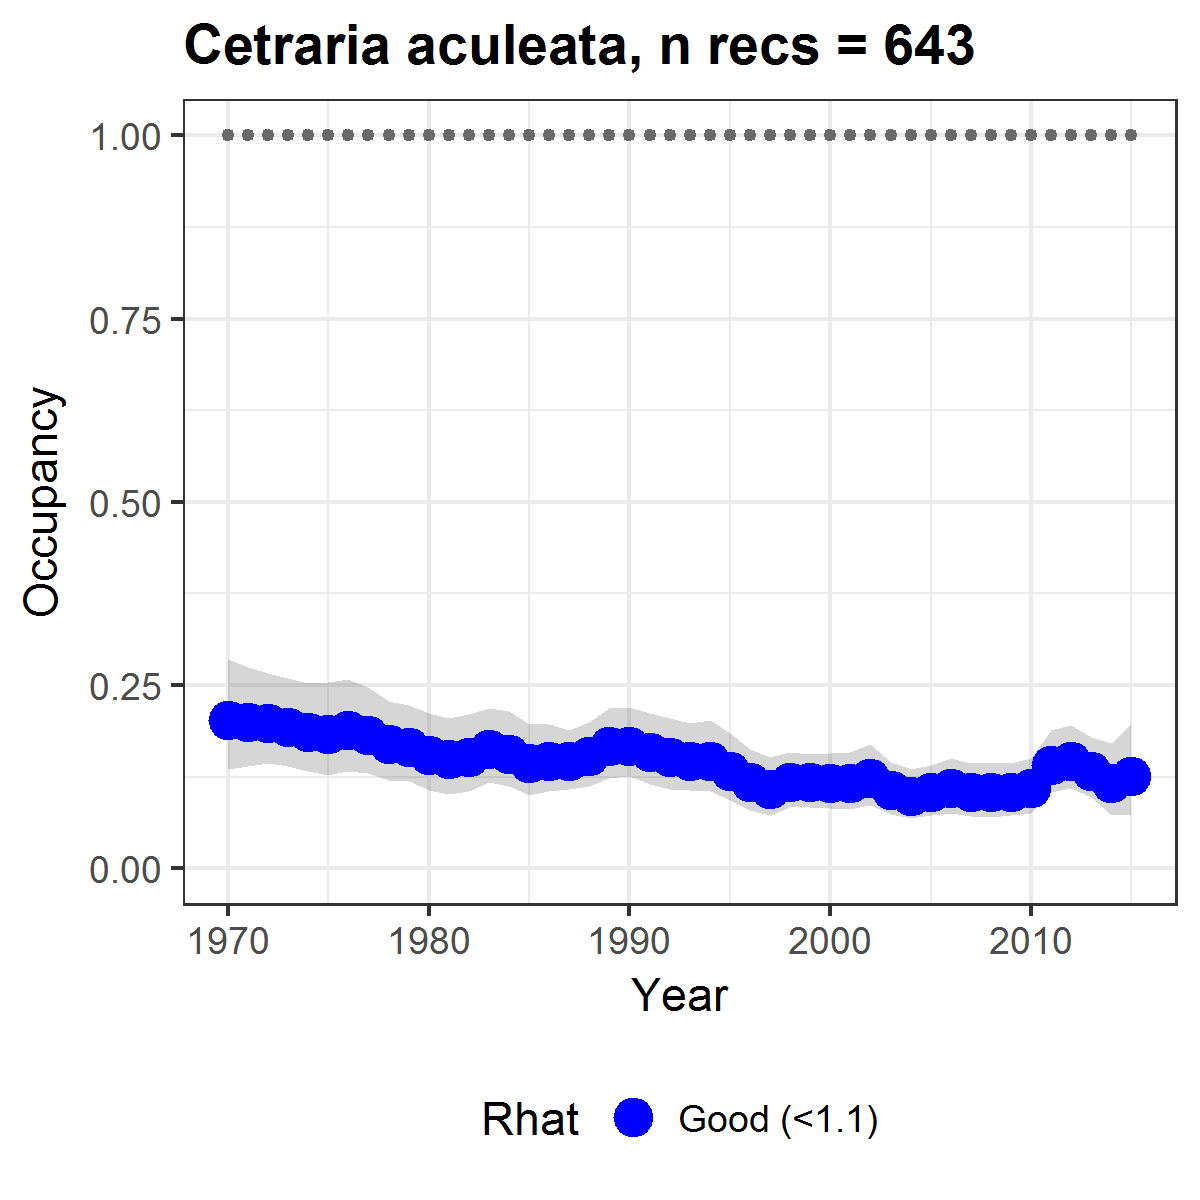 Cetraria aculeata, n recs = 643
1.00
0.75
0.50
0.25
0.00
Occupancy
1970 1980 1990 2000 2010
Year
Rhat Good (<1.1)